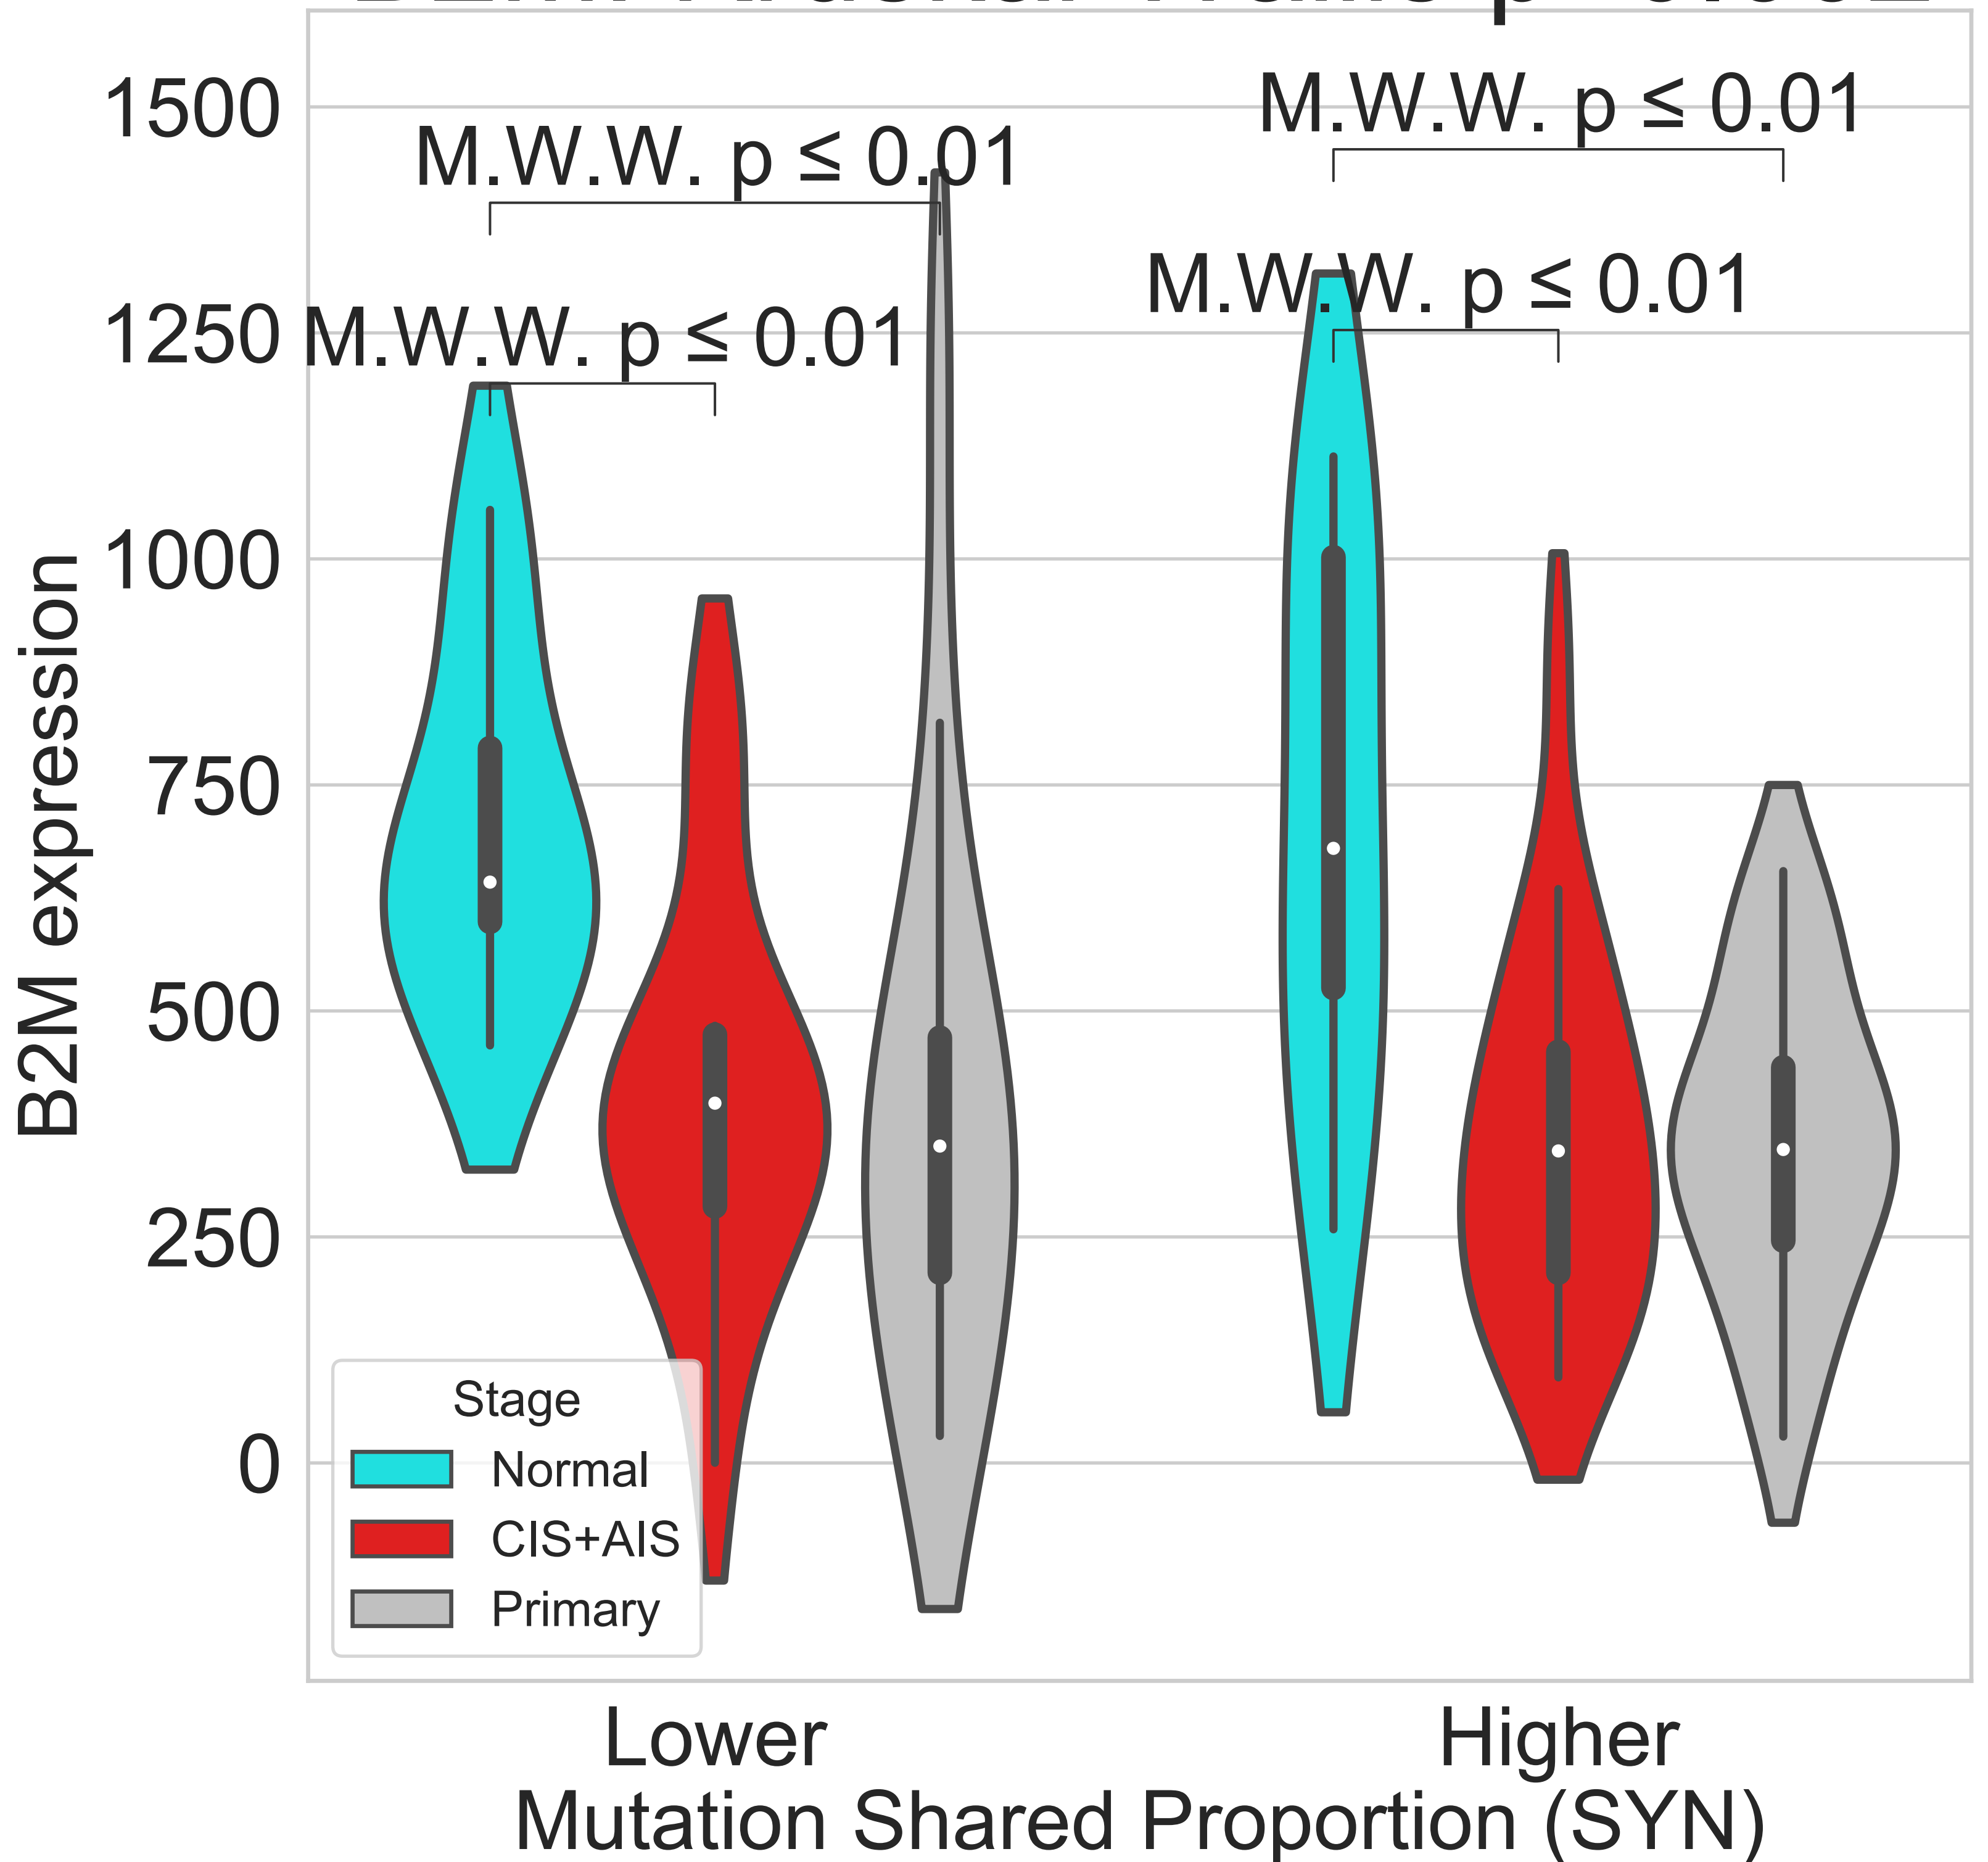 M.W.W. p ≤ 0.01
M.W.W. p ≤ 0.01
M.W.W. p ≤ 0.01
M.W.W. p ≤ 0.01
1500
1250
1000
750
500
250
0
B2M expression
Stage
Normal
CIS+AIS
Primary
Lower
Higher
Mutation Shared Proportion (SYN)